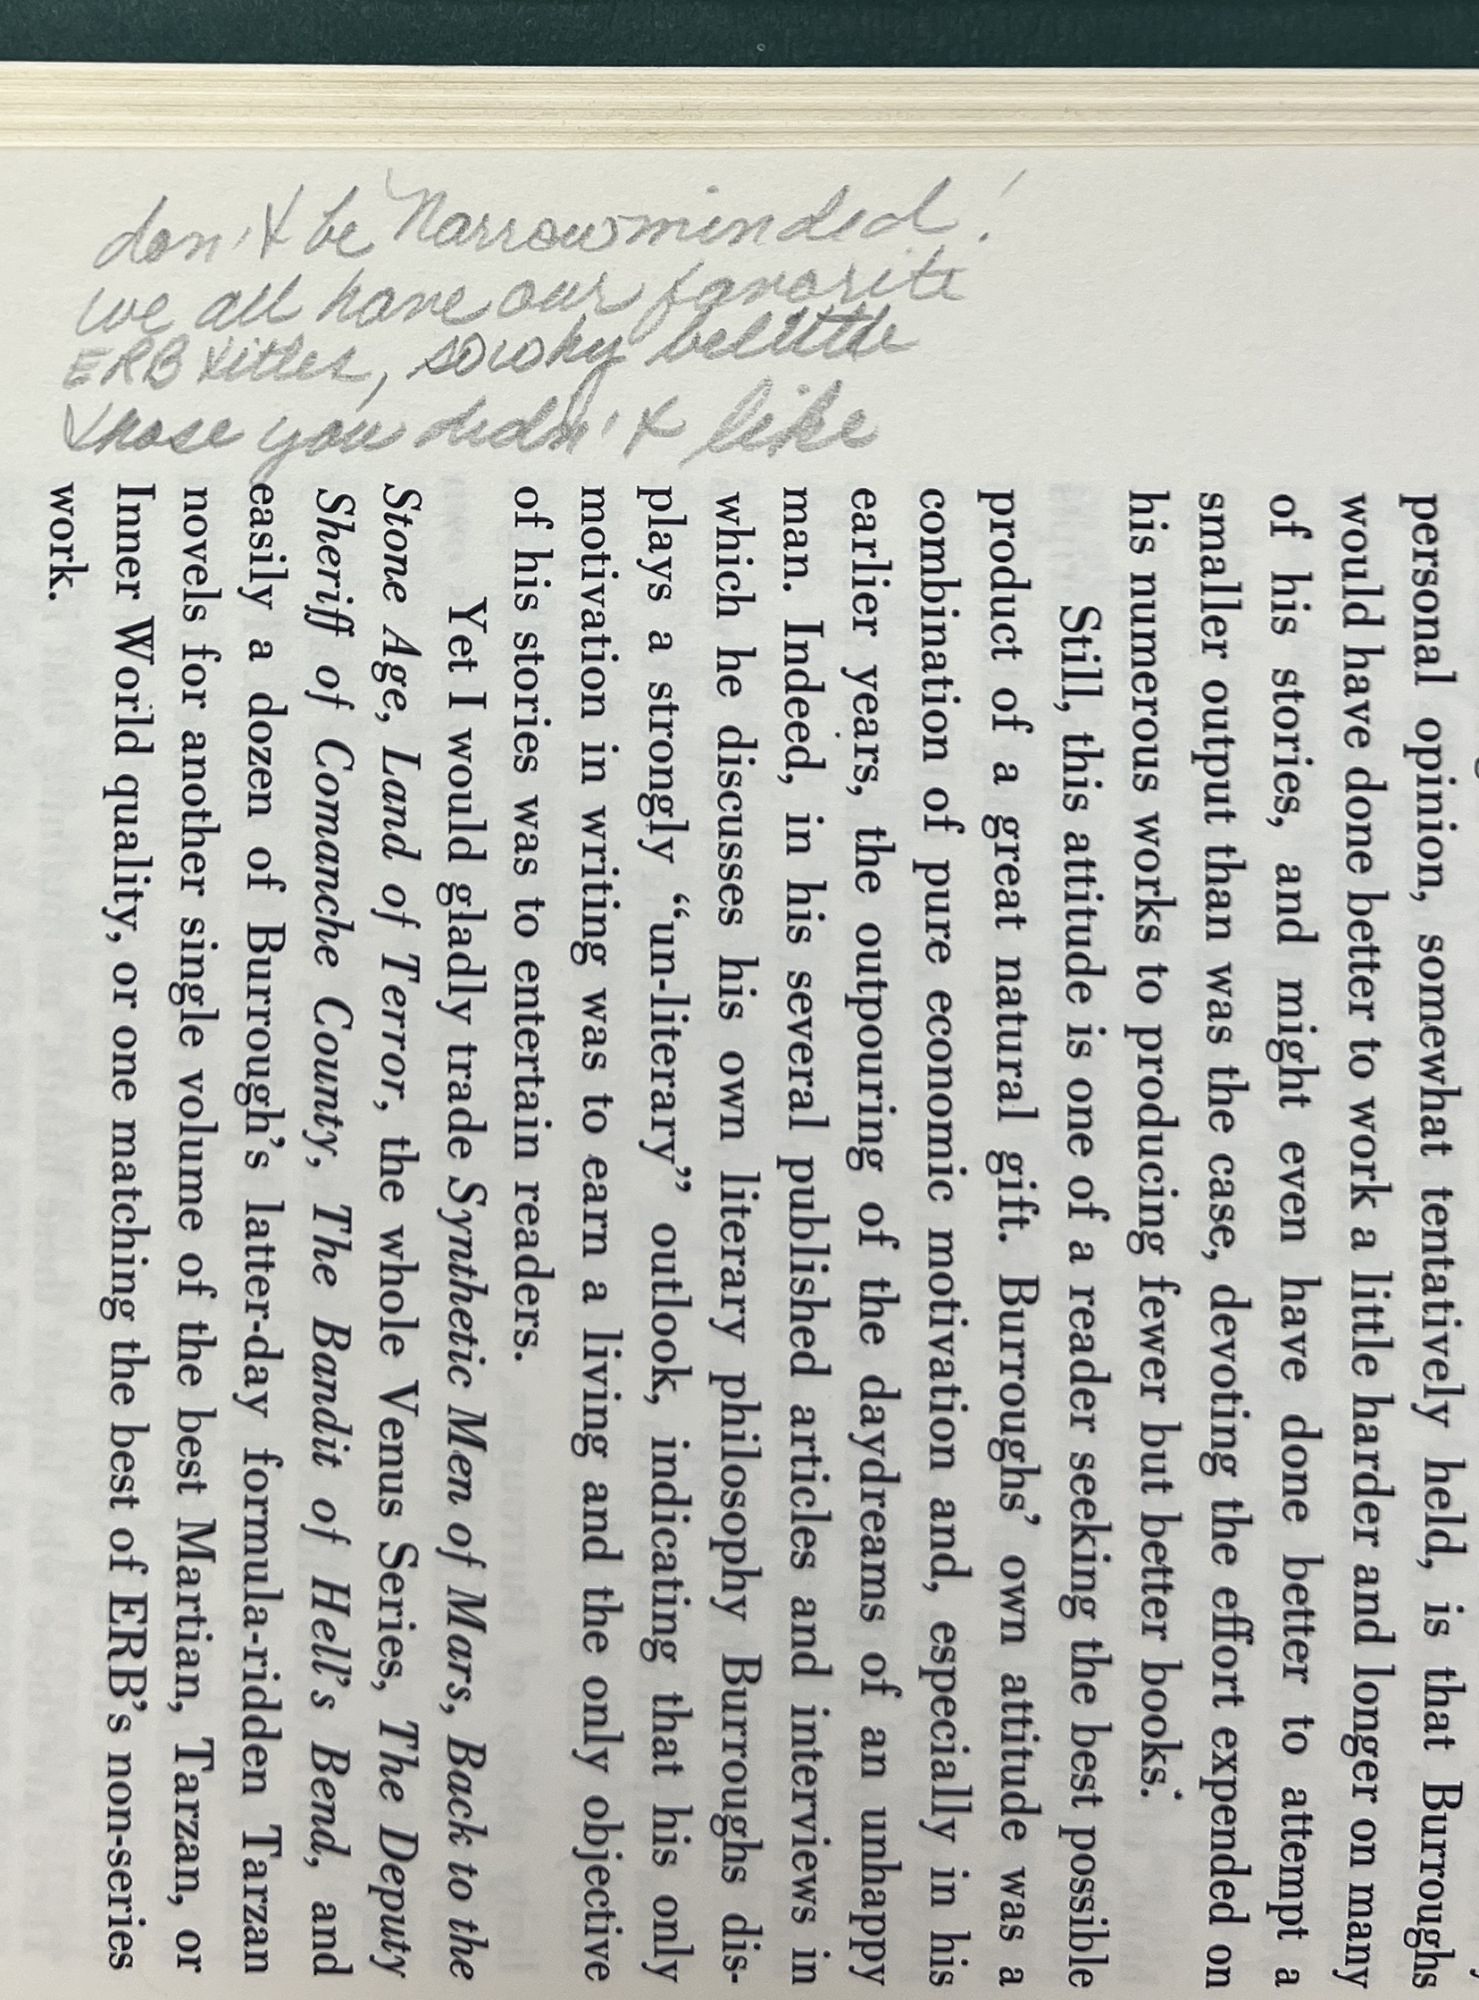 don't be Narrowminded!
we all have our favorite
ERB titles, so why belittle
those you didn't like
personal opinion, somewhat tentatively held, is that Burroughs
would have done better to work a little harder and longer on many
of his stories, and might even have done better to attempt a
smaller output than was the case, devoting the effort expended on
his numerous works to producing fewer but better books.
Still, this attitude is one of a reader seeking the best possible
product of a great natural gift. Burroughs' own attitude was a
combination of pure economic motivation and, especially in his
earlier years, the outpouring of the daydreams of an unhappy
man. Indeed, in his several published articles and interviews in
which he discusses his own literary philosophy Burroughs dis-
plays a strongly “un-literary” outlook, indicating that his only
motivation in writing was to earn a living and the only objective
of his stories was to entertain readers.
Yet I would gladly trade Synthetic Men of Mars, Back to the
Stone Age, Land of Terror, the whole Venus Series, The Deputy
Sheriff of Comanche County, The Bandit of Hell's Bend, and
easily a dozen of Burrough's latter-day formula-ridden Tarzan
novels for another single volume of the best Martian, Tarzan, or
Inner World quality, or one matching the best of ERB's non-series
work.